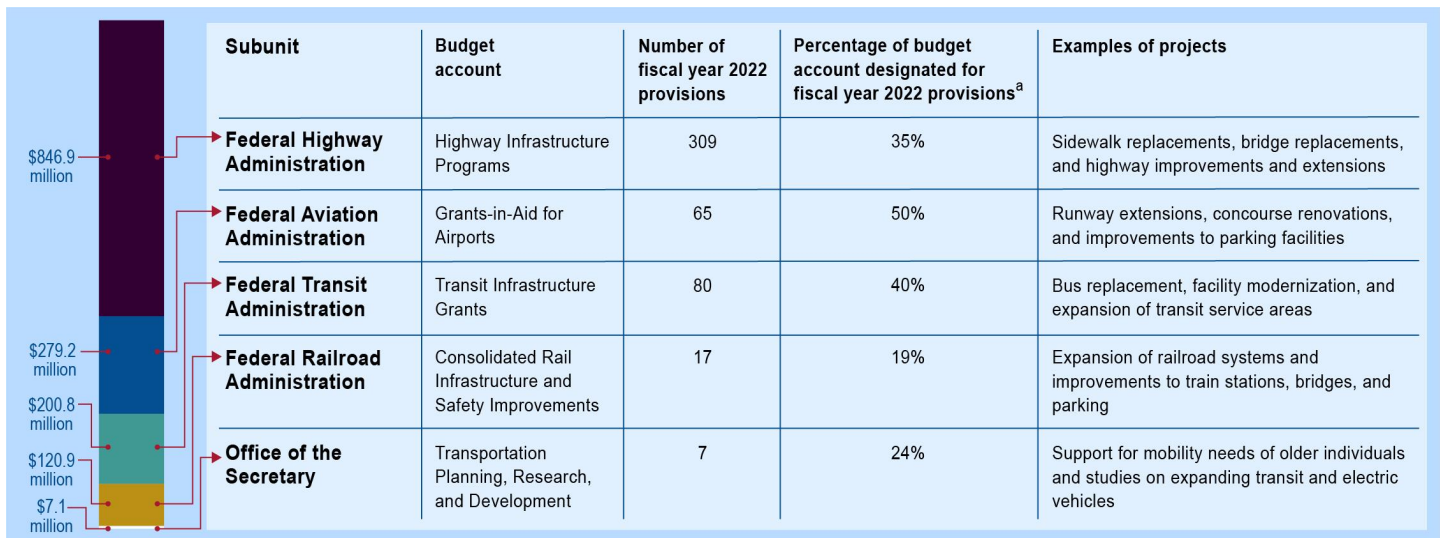 Subunit
Budget
account
Number of
fiscal year 2022
provisions
Percentage of budget
account designated for
fiscal year 2022 provisionsa
Examples of projects
$846.9
million
Federal Highway
Administration
Highway Infrastructure
Programs
309
35%
Sidewalk replacements, bridge replacements,
and highway improvements and extensions
$279.2
million
Federal Aviation
Administration
Grants-in-Aid for
Airports
65
50%
Runway extensions, concourse renovations,
and improvements to parking facilities
$200.8
million
Federal Transit
Administration
Transit Infrastructure
Grants
80
40%
Bus replacement, facility modernization, and
expansion of transit service areas
$120.9
million
Federal Railroad
Administration
Consolidated Rail
Infrastructure and
Safety Improvements
17
19%
Expansion of railroad systems and
improvements to train stations, bridges, and
parking
$7.1
million
Office of the
Secretary
Transportation
Planning, Research,
and Development
7
24%
Support for mobility needs of older individuals
and studies on expanding transit and electric
vehicles